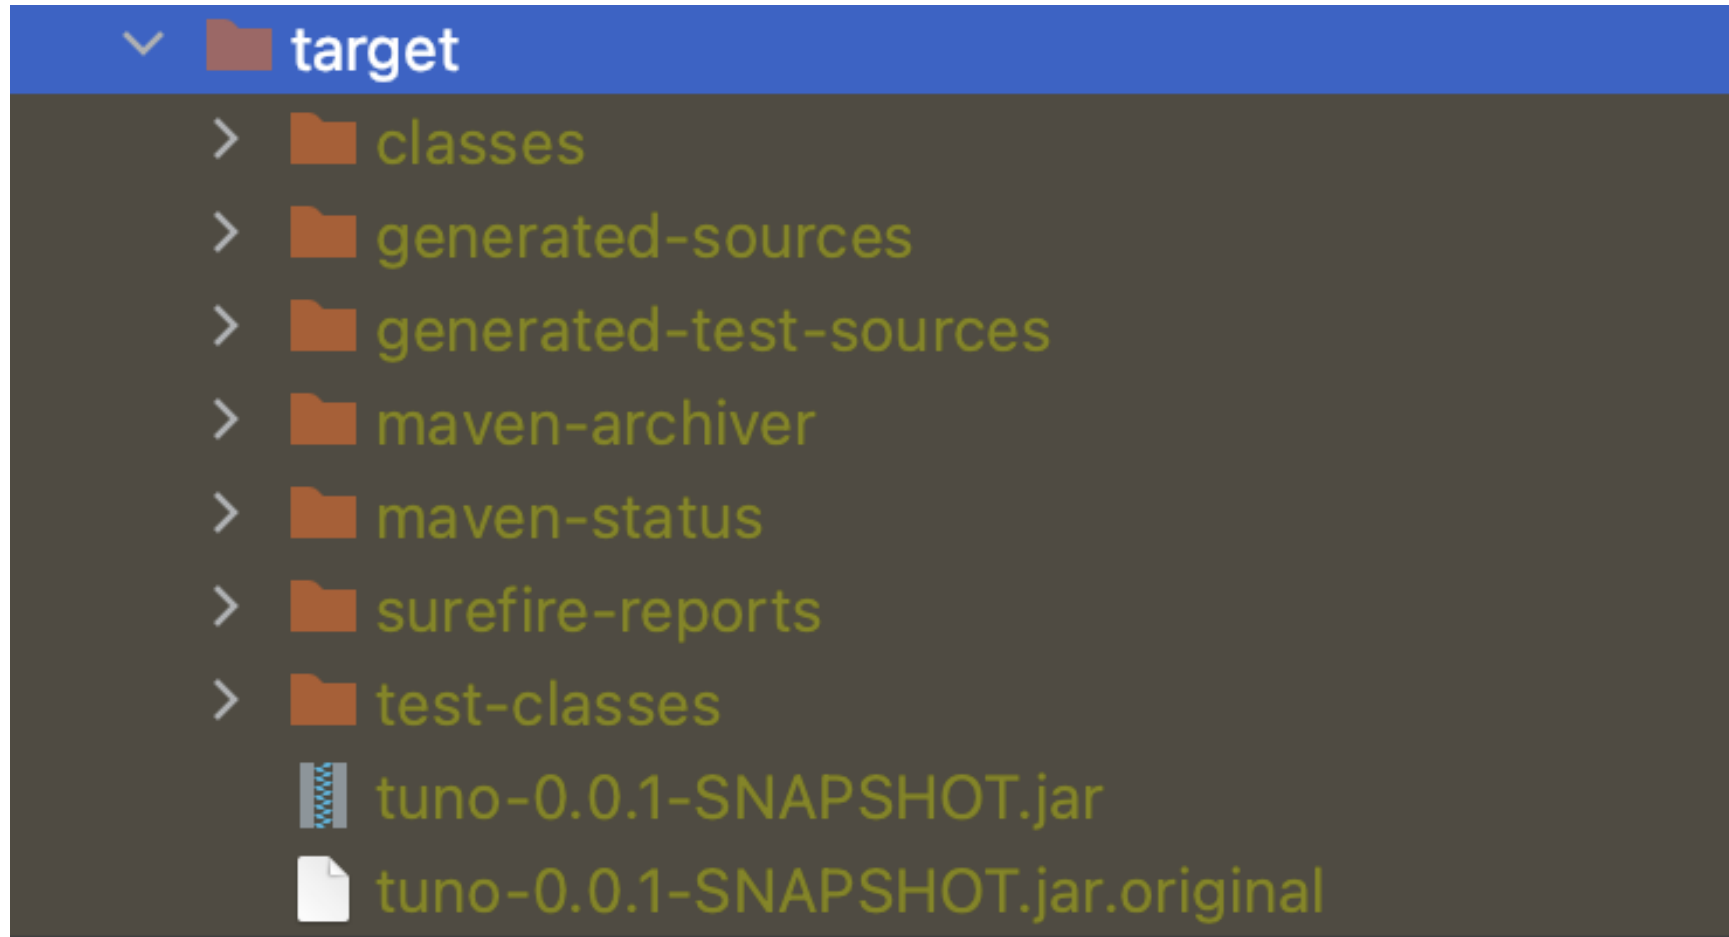 target
classes
generated-sources
generated-test-sources
maven-archiver
maven-status
surefire-reports
test-classes
tuno-0.0.1-SNAPSHOT.jar
tuno-0.0.1-SNAPSHOT.jar.original